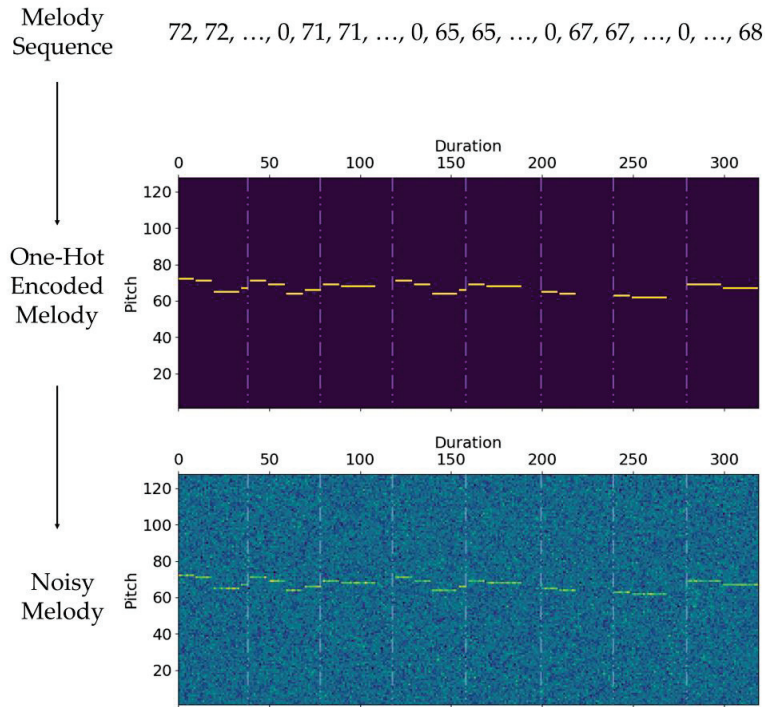 Melody
Sequence
72, 72, …, 0, 71, 71, …, 0, 65, 65, …, 0, 67, 67, …, 0, …, 68
Duration
0 50 100 150 200 250 300
120
100
80
60
40
20
Pitch
One-Hot
Encoded
Melody
Duration
0 50 100 150 200 250 300
120
100
80
60
40
20
Pitch
Noisy
Melody